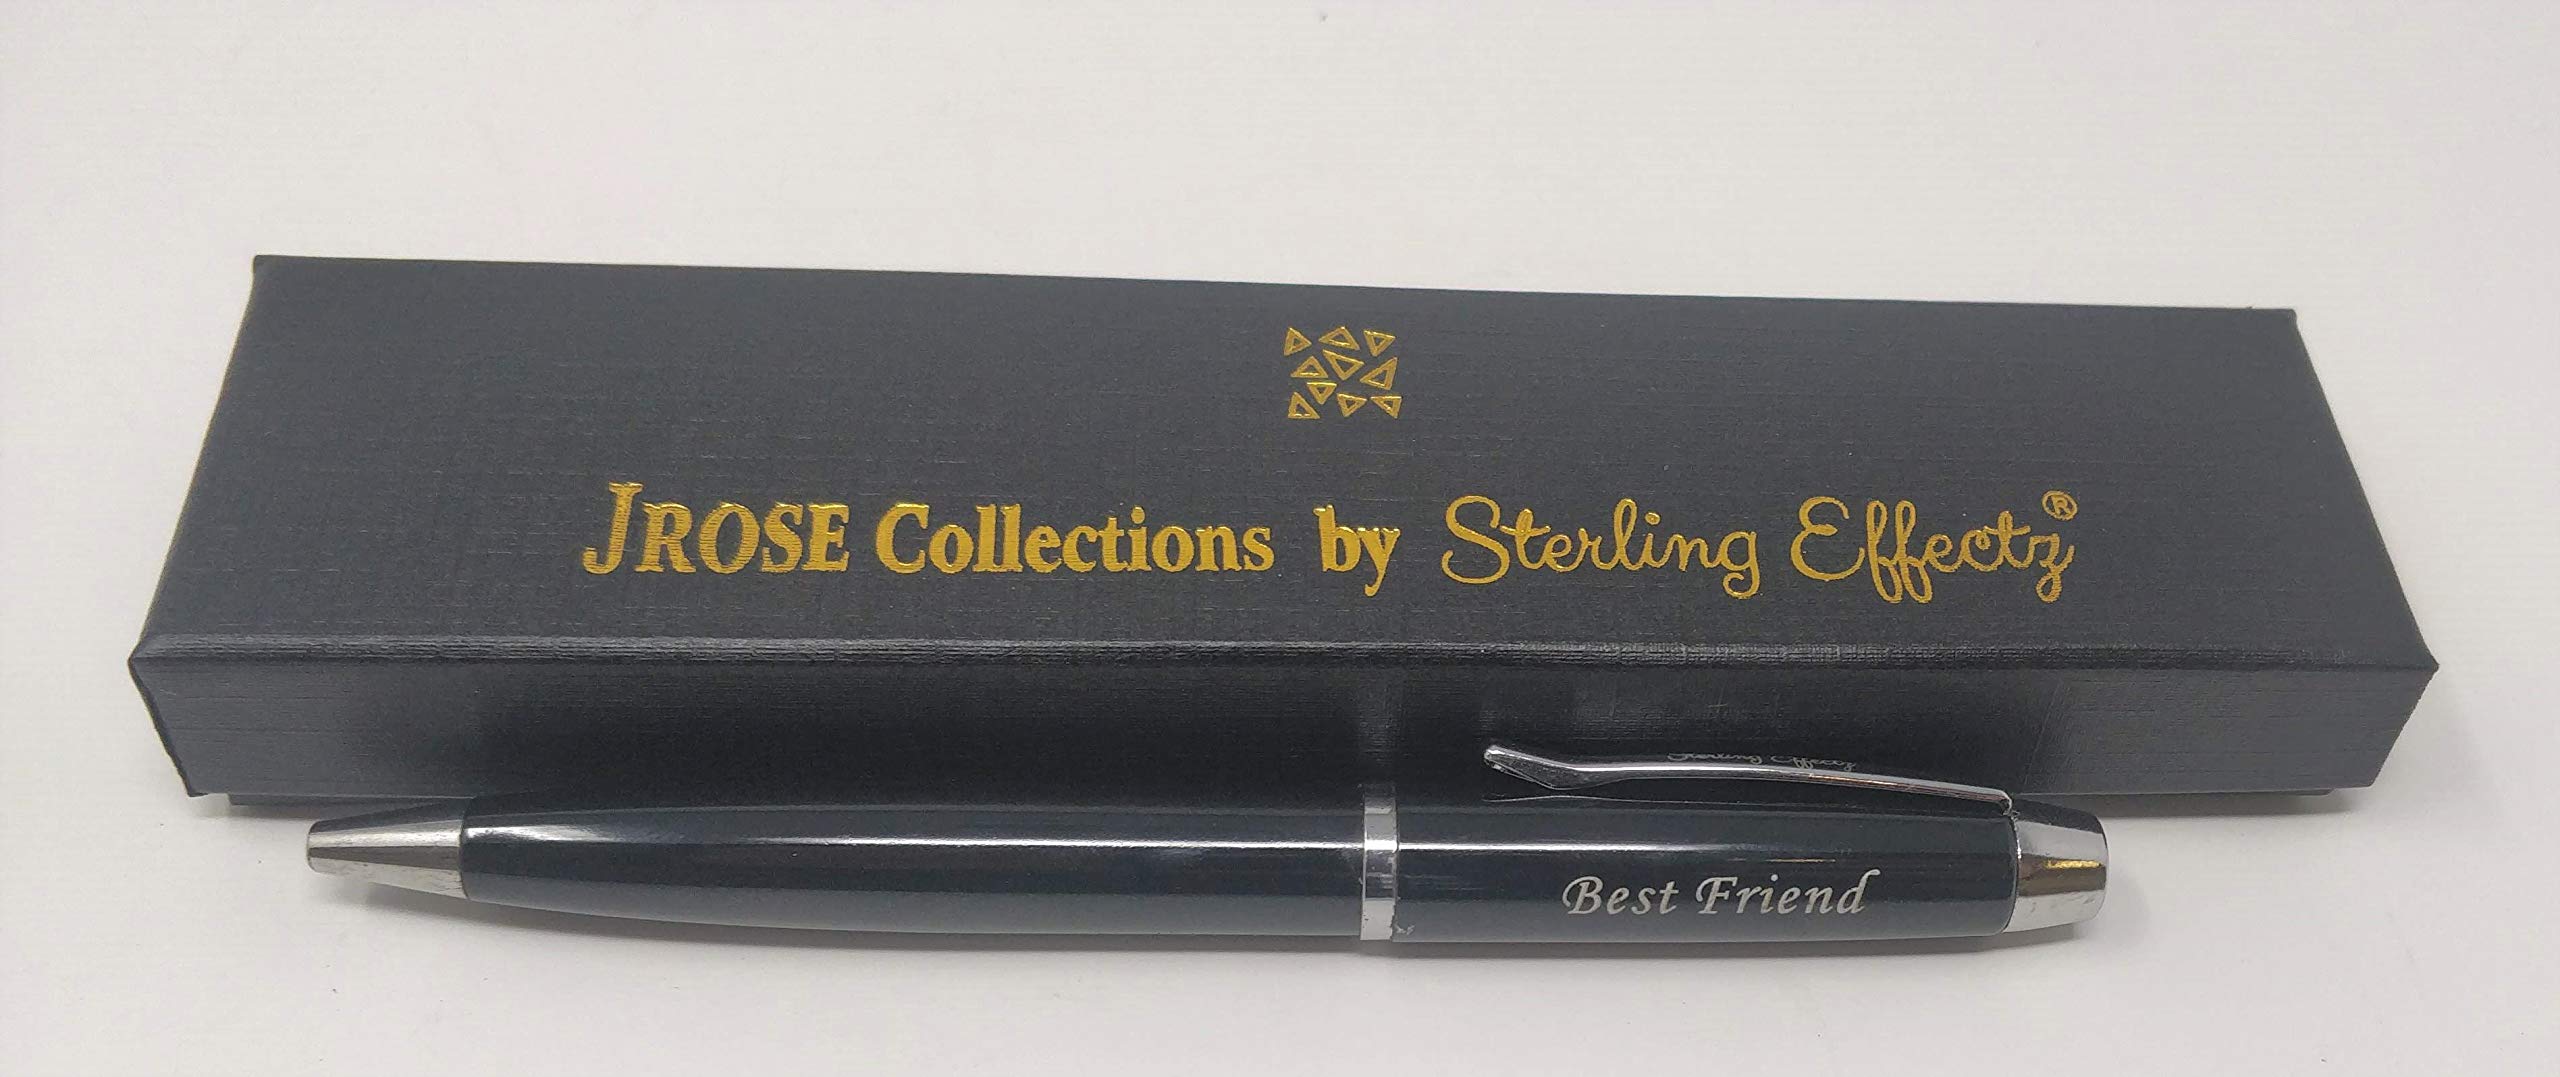 JROSE Collections by Sterling Effectz®
Sterling Effectz
Best Friend